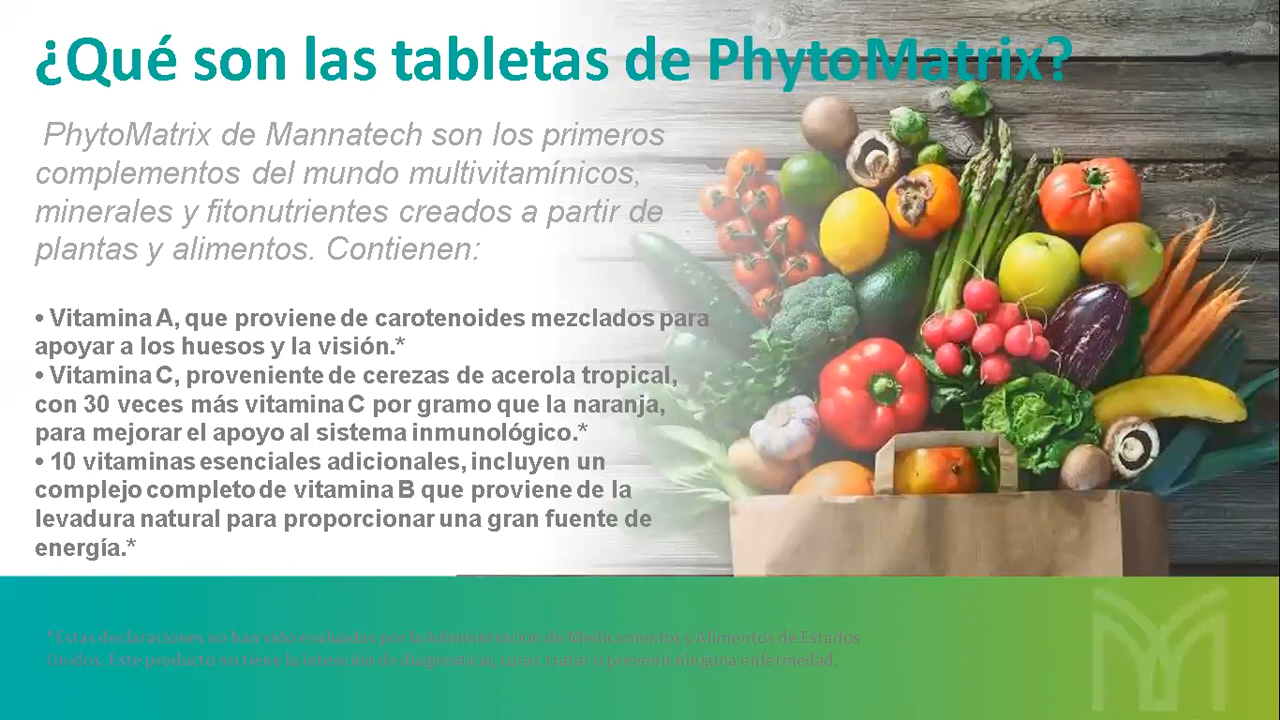 ¿Qué son las tabletas de PhytoMatrix?
PhytoMatrix de Mannatech son los primeros
complementos del mundo multivitamínicos,
minerales y fitonutrientes creados a partir de
plantas y alimentos. Contienen:
• Vitamina A, que proviene de carotenoides mezclados para
apoyar a los huesos y la visión.*
• Vitamina C, proveniente de cerezas de acerola tropical,
con 30 veces más vitamina C por gramo que la naranja,
para mejorar el apoyo al sistema inmunológico.*
• 10 vitaminas esenciales adicionales, incluyen un
complejo completo de vitamina B que proviene de la
levadura natural para proporcionar una gran fuente de
energía.*
*Estas declaraciones no han sido evaluadas por la Administración de Medicamentos y Alimentos de Estados
Unidos. Este producto no tiene la intención de diagnosticar, curar, tratar o prevenir ninguna enfermedad.